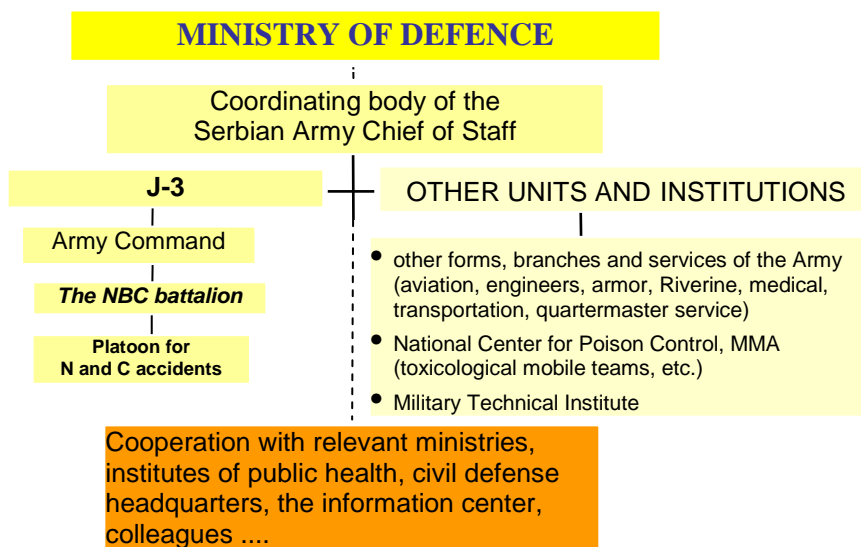 MINISTRY OF DEFENCE
Coordinating body of the
Serbian Army Chief of Staff
J-3
Army Command
The NBC battalion
Platoon for
N and C accidents
OTHER UNITS AND INSTITUTIONS
• other forms, branches and services of the Army
(aviation, engineers, armor, Riverine, medical,
transportation, quartermaster service)
• National Center for Poison Control, MMA
(toxicological mobile teams, etc.)
• Military Technical Institute
Cooperation with relevant ministries,
institutes of public health, civil defense
headquarters, the information center,
colleagues ....